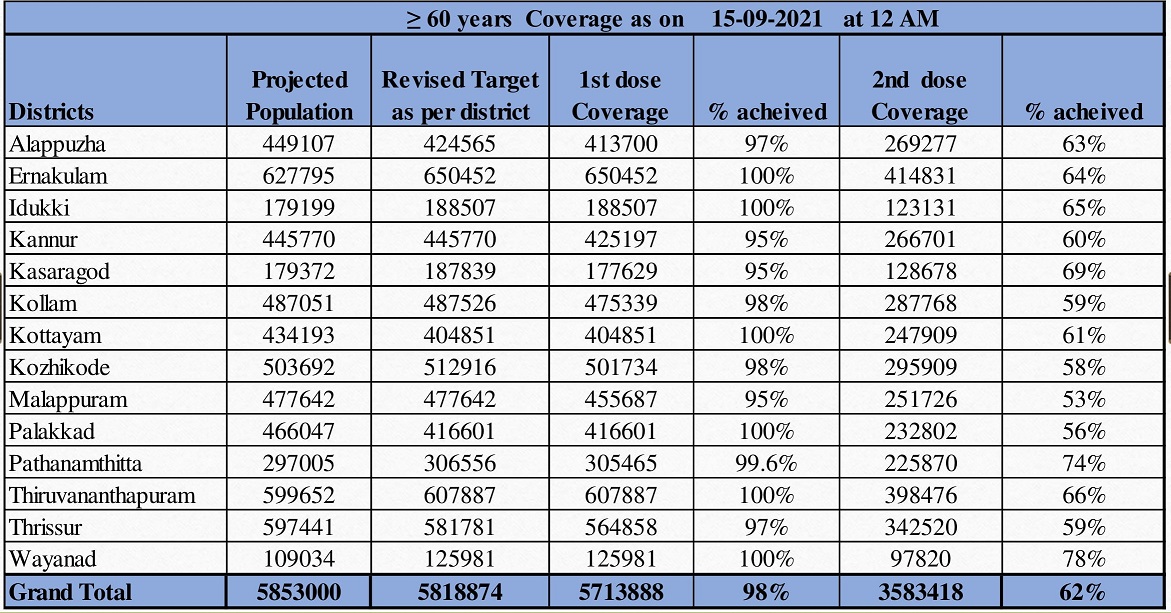 ≥ 60 years Coverage as on 15-09-2021 at 12 AM
Districts Projected Population Revised Target as per district 1st dose Coverage % acheived 2nd dose Coverage % acheived
Alappuzha 449107 424565 413700 97% 269277 63%
Ernakulam 627795 650452 650452 100% 414831 64%
Idukki 179199 188507 188507 100% 123131 65%
Kannur 445770 445770 425197 95% 266701 60%
Kasaragod 179372 187839 177629 95% 128678 69%
Kollam 487051 487526 475339 98% 287768 59%
Kottayam 434193 404851 404851 100% 247909 61%
Kozhikode 503692 512916 501734 98% 295909 58%
Malappuram 477642 477642 455687 95% 251726 53%
Palakkad 466047 416601 416601 100% 232802 56%
Pathanamthitta 297005 306556 305465 99.6% 225870 74%
Thiruvananthapuram 599652 607887 607887 100% 398476 66%
Thrissur 597441 581781 564858 97% 342520 59%
Wayanad 109034 125981 125981 100% 97820 78%
Grand Total 5853000 5818874 5713888 98% 3583418 62%